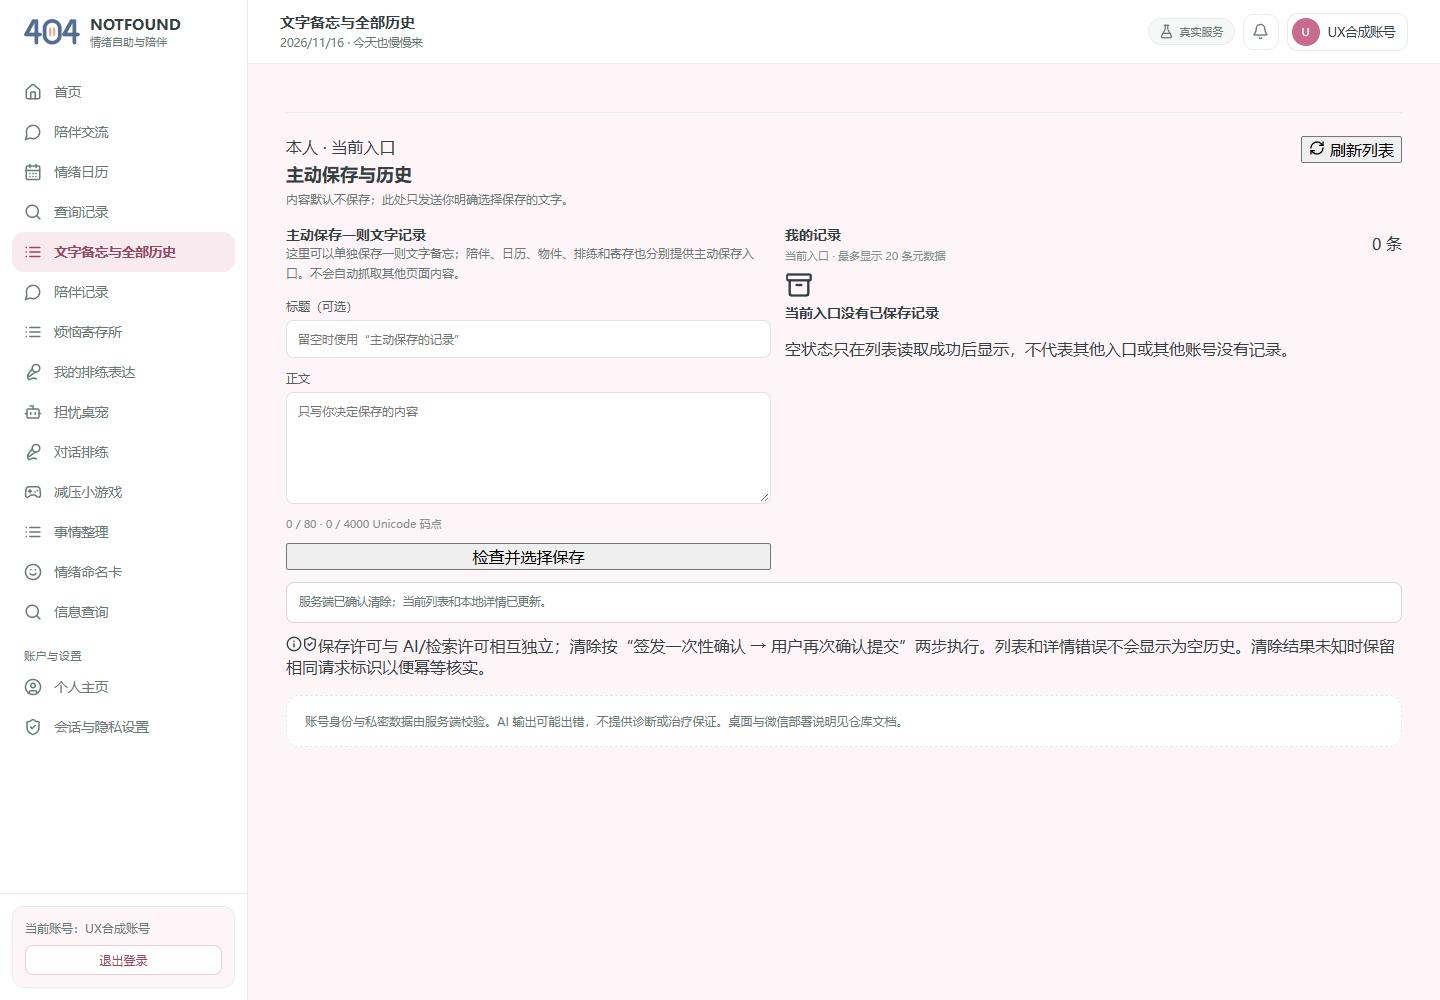 404 NOTFOUND
情绪自助与陪伴
首页
陪伴交流
情绪日历
查询记录
文字备忘与全部历史
陪伴记录
烦恼寄存所
我的排练表达
担忧桌宠
对话排练
减压小游戏
事情整理
情绪命名卡
信息查询
账户与设置
个人主页
会话与隐私设置
当前账号：UX合成账号
退出登录
文字备忘与全部历史
2026/11/16 · 今天也慢慢来
真实服务
U
UX合成账号
本人 · 当前入口
主动保存与历史
内容默认不保存；此处只发送你明确选择保存的文字。
刷新列表
主动保存一则文字记录
这里可以单独保存一则文字备忘；陪伴、日历、物件、排练和寄存也分别提供主动保存入
口。不会自动抓取其他页面内容。
标题（可选）
留空时使用“主动保存的记录”
正文
只写你决定保存的内容
0 / 80 · 0 / 4000 Unicode 码点
检查并选择保存
我的记录
当前入口 · 最多显示 20 条元数据
0 条
当前入口没有已保存记录
空状态只在列表读取成功后显示，不代表其他入口或其他账号没有记录。
服务端已确认清除；当前列表和本地详情已更新。
保存许可与 AI/检索许可相互独立；清除按“签发一次性确认 → 用户再次确认提交”两步执行。列表和详情错误不会显示为空历史。清除结果未知时保留
相同请求标识以便幂等核实。
账号身份与私密数据由服务端校验。AI 输出可能出错，不提供诊断或治疗保证。桌面与微信部署说明见仓库文档。